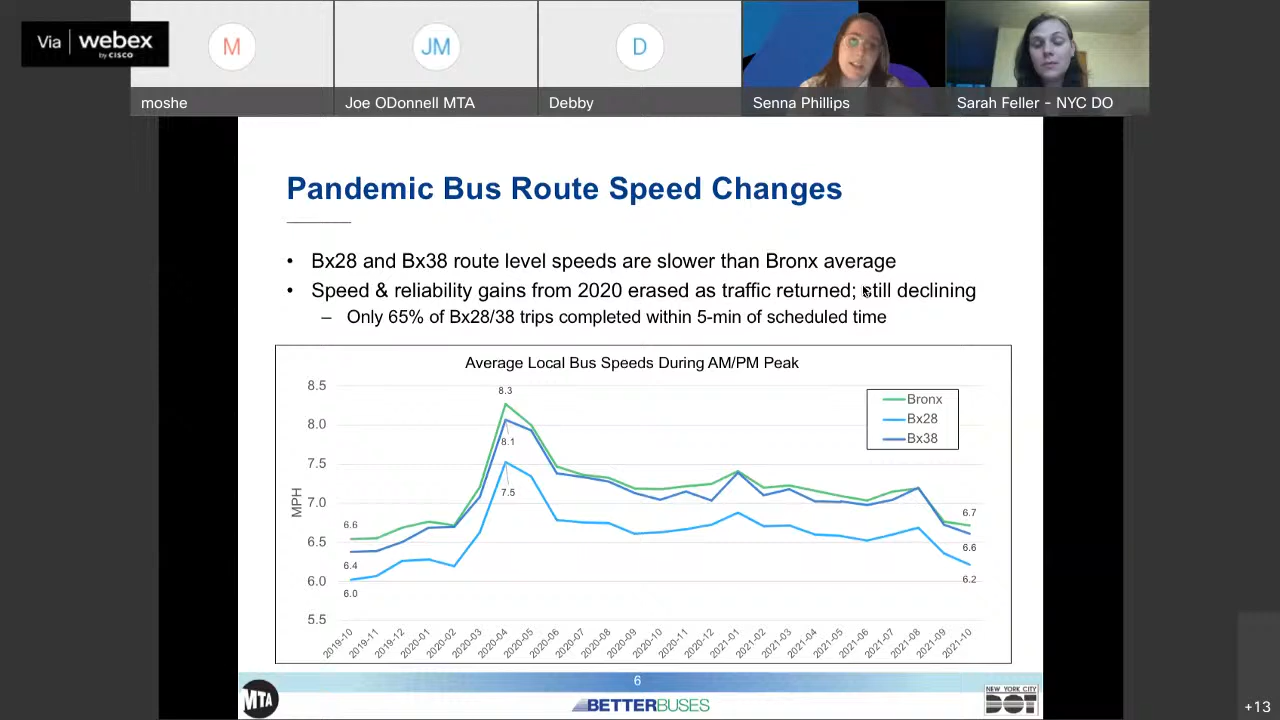 Via webex
by CISCO
M
JM
D
moshe
Joe ODonnell MTA
Debby
Senna Phillips
Sarah Feller - NYC DO
Pandemic Bus Route Speed Changes
• Bx28 and Bx38 route level speeds are slower than Bronx average
• Speed & reliability gains from 2020 erased as traffic returned; still declining
– Only 65% of Bx28/38 trips completed within 5-min of scheduled time
Average Local Bus Speeds During AM/PM Peak
8.5
8.0
7.5
7.0
6.5
6.0
5.5
MPH
8.3
8.1
7.5
6.6
6.4
6.0
6.7
6.6
6.2
Bronx
Bx28
Bx38
2019-10
2019-11
2019-12
2020-01
2020-02
2020-03
2020-04
2020-05
2020-06
2020-07
2020-08
2020-09
2020-10
2020-11
2020-12
2021-01
2021-02
2021-03
2021-04
2021-05
2021-06
2021-07
2021-08
2021-09
2021-10
6
MTA
BETTERBUSES
NEW YORK CITY
DOT
+13